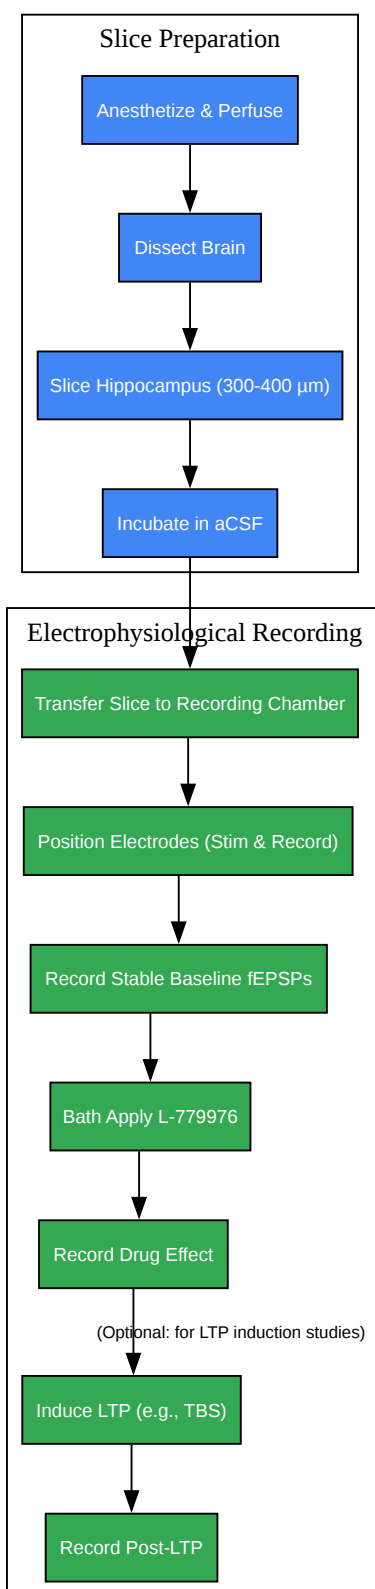 Slice Preparation
Anesthetize & Perfuse
Dissect Brain
Slice Hippocampus (300-400 µm)
Incubate in aCSF
Electrophysiological Recording
Transfer Slice to Recording Chamber
Position Electrodes (Stim & Record)
Record Stable Baseline fEPSPs
Bath Apply L-779976
Record Drug Effect
(Optional: for LTP induction studies)
Induce LTP (e.g., TBS)
Record Post-LTP